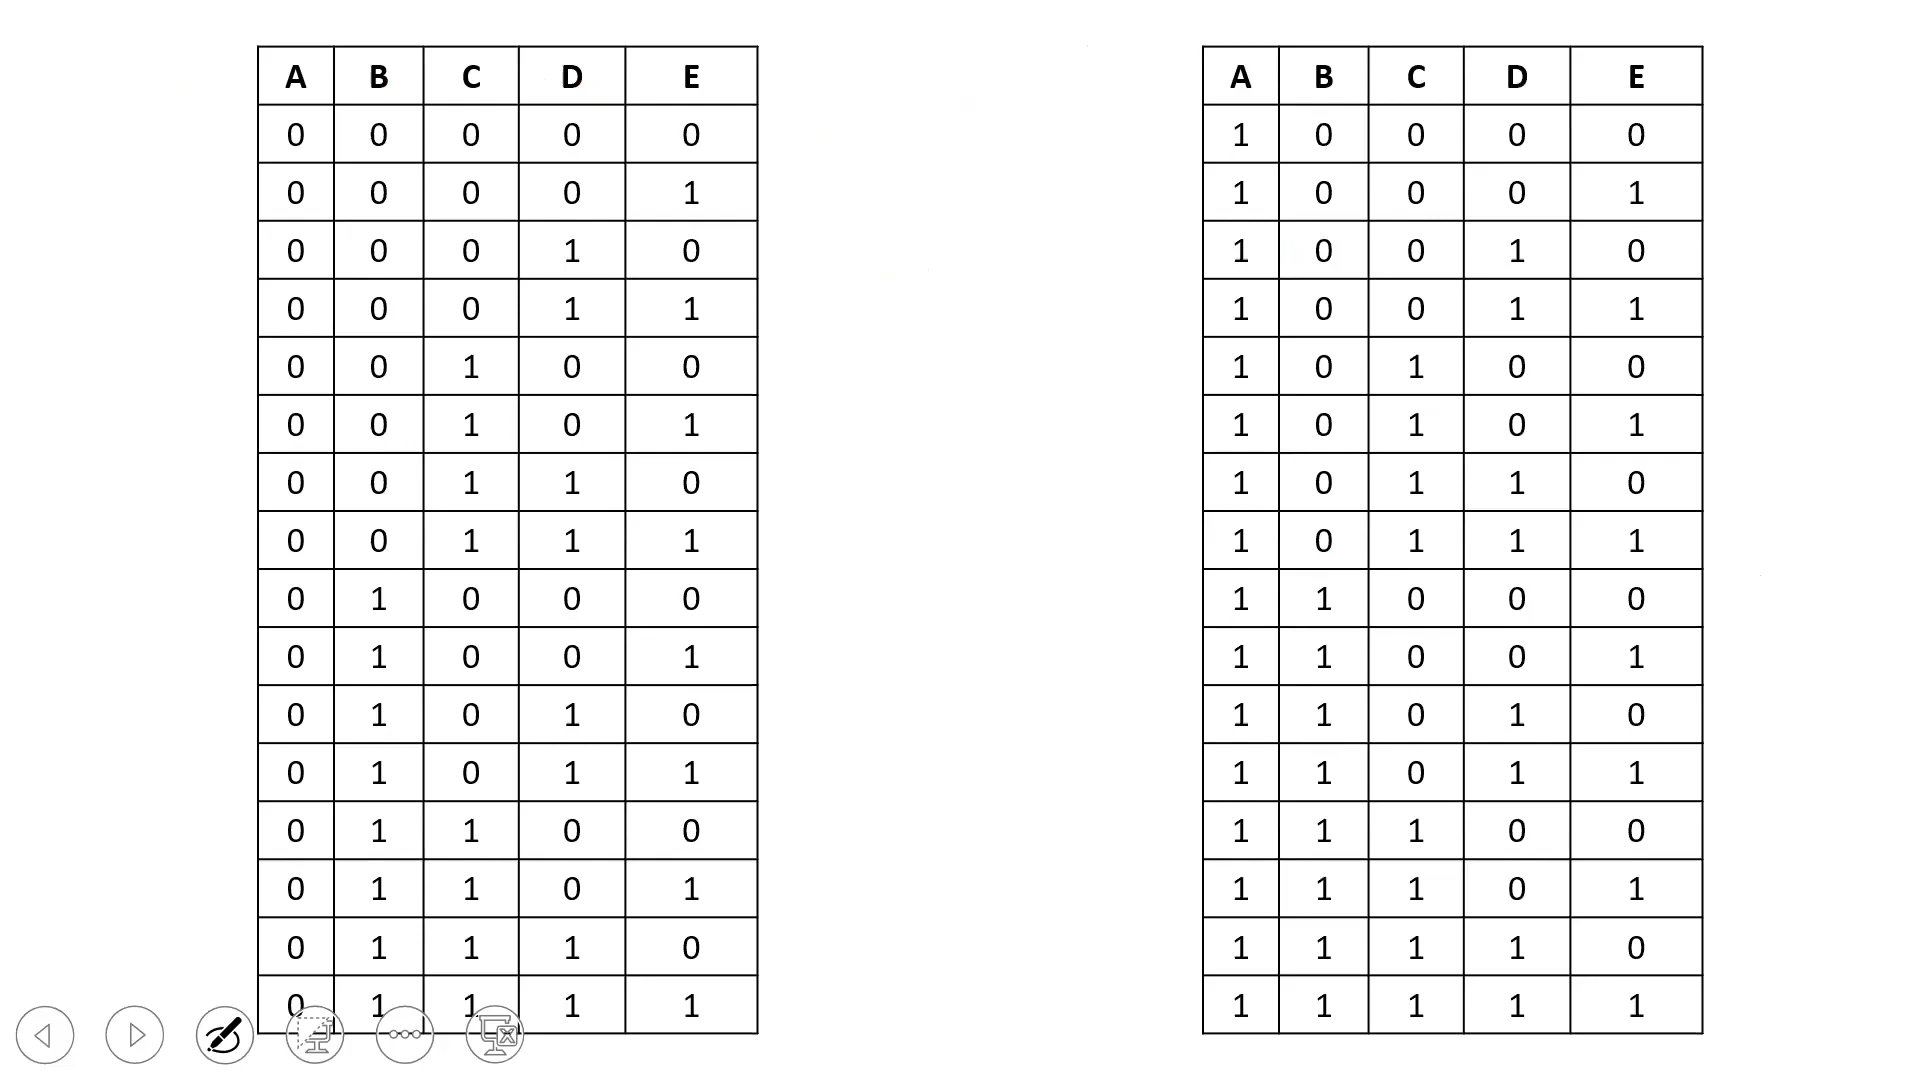 A B C D E
0 0 0 0 0
0 0 0 0 1
0 0 0 1 0
0 0 0 1 1
0 0 1 0 0
0 0 1 0 1
0 0 1 1 0
0 0 1 1 1
0 1 0 0 0
0 1 0 0 1
0 1 0 1 0
0 1 0 1 1
0 1 1 0 0
0 1 1 0 1
0 1 1 1 0
0 1 1 1 1
A B C D E
1 0 0 0 0
1 0 0 0 1
1 0 0 1 0
1 0 0 1 1
1 0 1 0 0
1 0 1 0 1
1 0 1 1 0
1 0 1 1 1
1 1 0 0 0
1 1 0 0 1
1 1 0 1 0
1 1 0 1 1
1 1 1 0 0
1 1 1 0 1
1 1 1 1 0
1 1 1 1 1